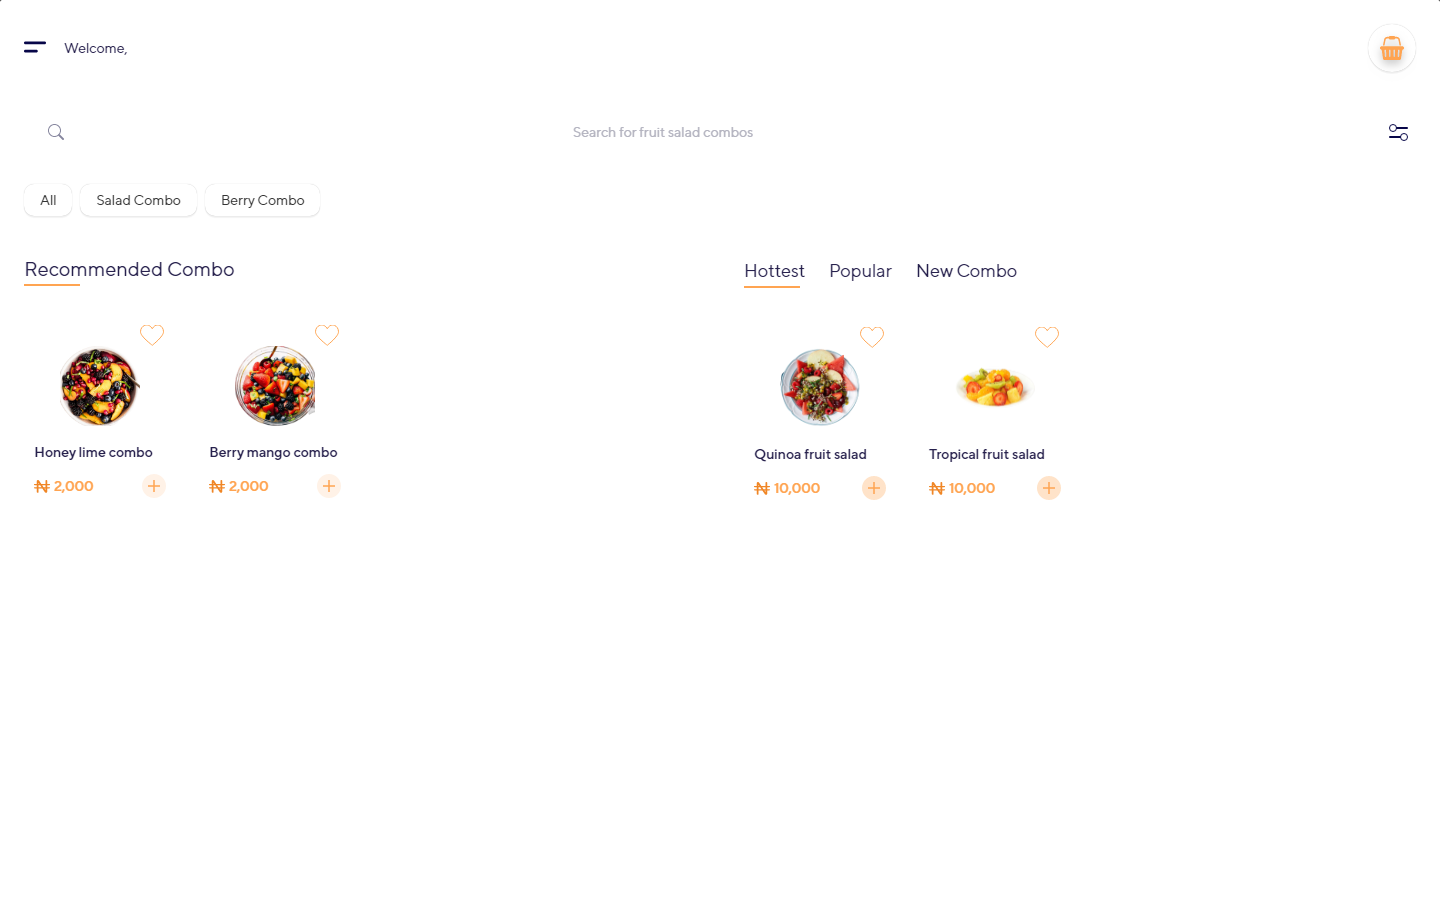 Welcome,
Search for fruit salad combos
All
Salad Combo
Berry Combo
Recommended Combo
Honey lime combo
₦ 2,000
Berry mango combo
₦ 2,000
Hottest
Popular
New Combo
Quinoa fruit salad
₦ 10,000
Tropical fruit salad
₦ 10,000